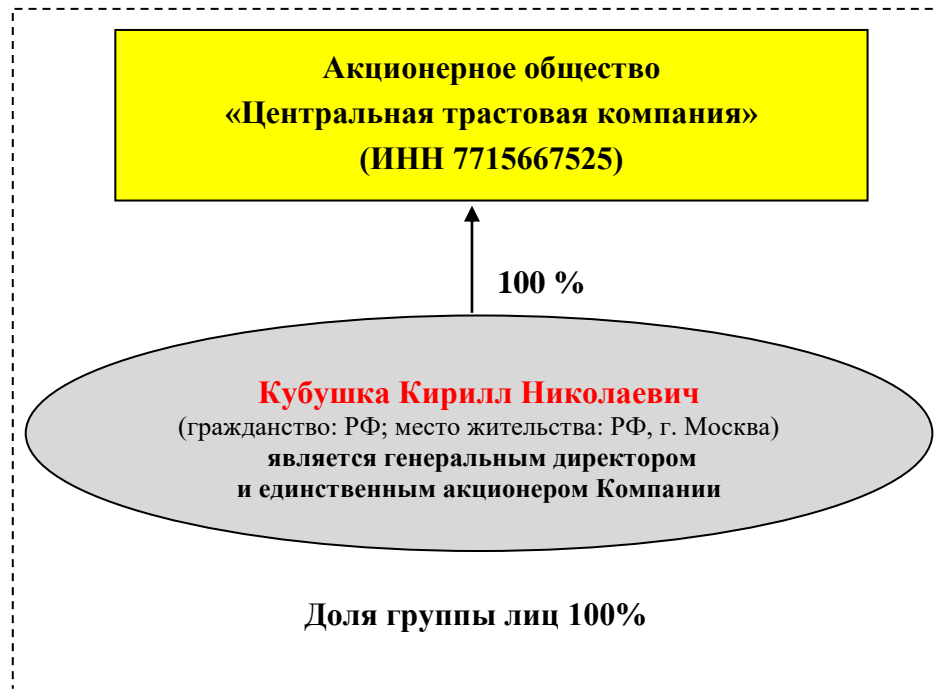 Акционерное общество
«Центральная трастовая компания»
(ИНН 7715667525)
100 %
Кубушка Кирилл Николаевич
(гражданство: РФ; место жительства: РФ, г. Москва)
является генеральным директором
и единственным акционером Компании
Доля группы лиц 100%